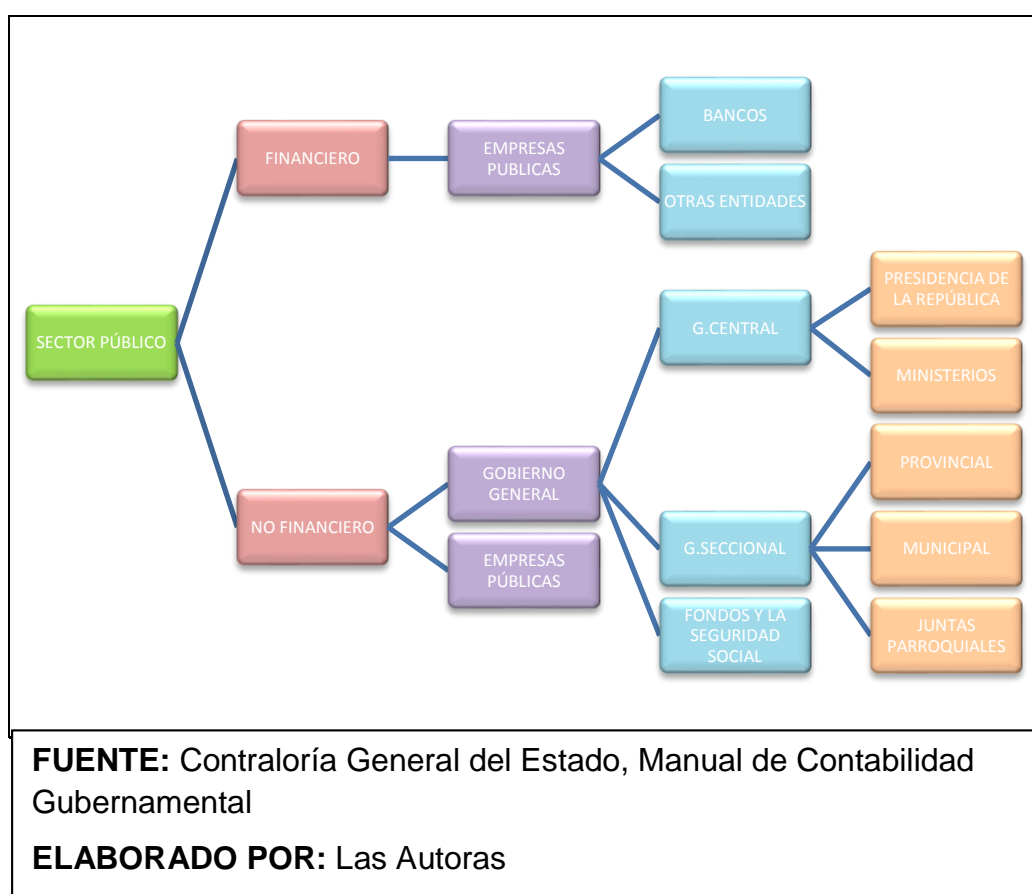 BANCOS
FINANCIERO
EMPRESAS
PUBLICAS
OTRAS ENTIDADES
PRESIDENCIA DE
LA REPÚBLICA
SECTOR PÚBLICO
G.CENTRAL
MINISTERIOS
PROVINCIAL
GOBIERNO
GENERAL
NO FINANCIERO
G.SECCIONAL
MUNICIPAL
EMPRESAS
PÚBLICAS
FONDOS Y LA
SEGURIDAD
SOCIAL
JUNTAS
PARROQUIALES
FUENTE: Contraloría General del Estado, Manual de Contabilidad
Gubernamental
ELABORADO POR: Las Autoras